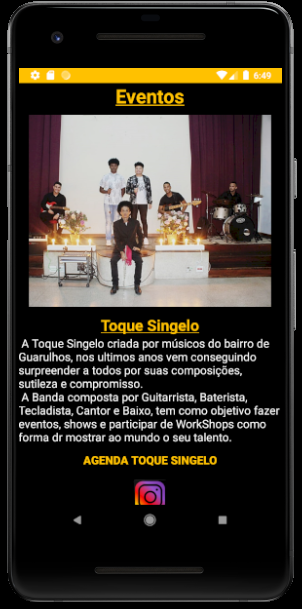 6:49
Eventos
Toque Singelo
A Toque Singelo criada por músicos do bairro de
Guarulhos, nos ultimos anos vem conseguindo
surpreender a todos por suas composições,
sutileza e compromisso.
A Banda composta por Guitarrista, Baterista,
Tecladista, Cantor e Baixo, tem como objetivo fazer
eventos, shows e participar de WorkShops como
forma dr mostrar ao mundo o seu talento.
AGENDA TOQUE SINGELO